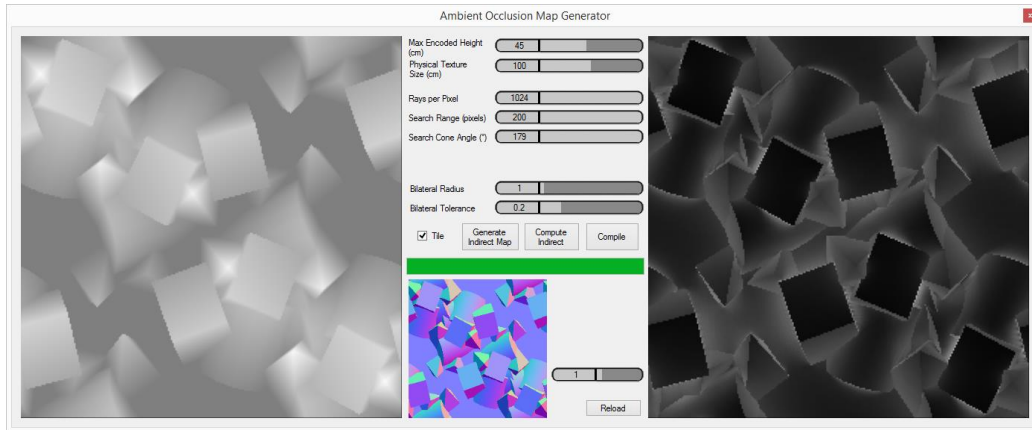 Ambient Occlusion Map Generator
x
Max Encoded Height
(cm)
45
Physical Texture
Size (cm)
100
Rays per Pixel
1024
Search Range (pixels)
200
Search Cone Angle (°)
179
Bilateral Radius
1
Bilateral Tolerance
0.2
Tile
Generate
Indirect Map
Compute
Indirect
Compile
1
Reload